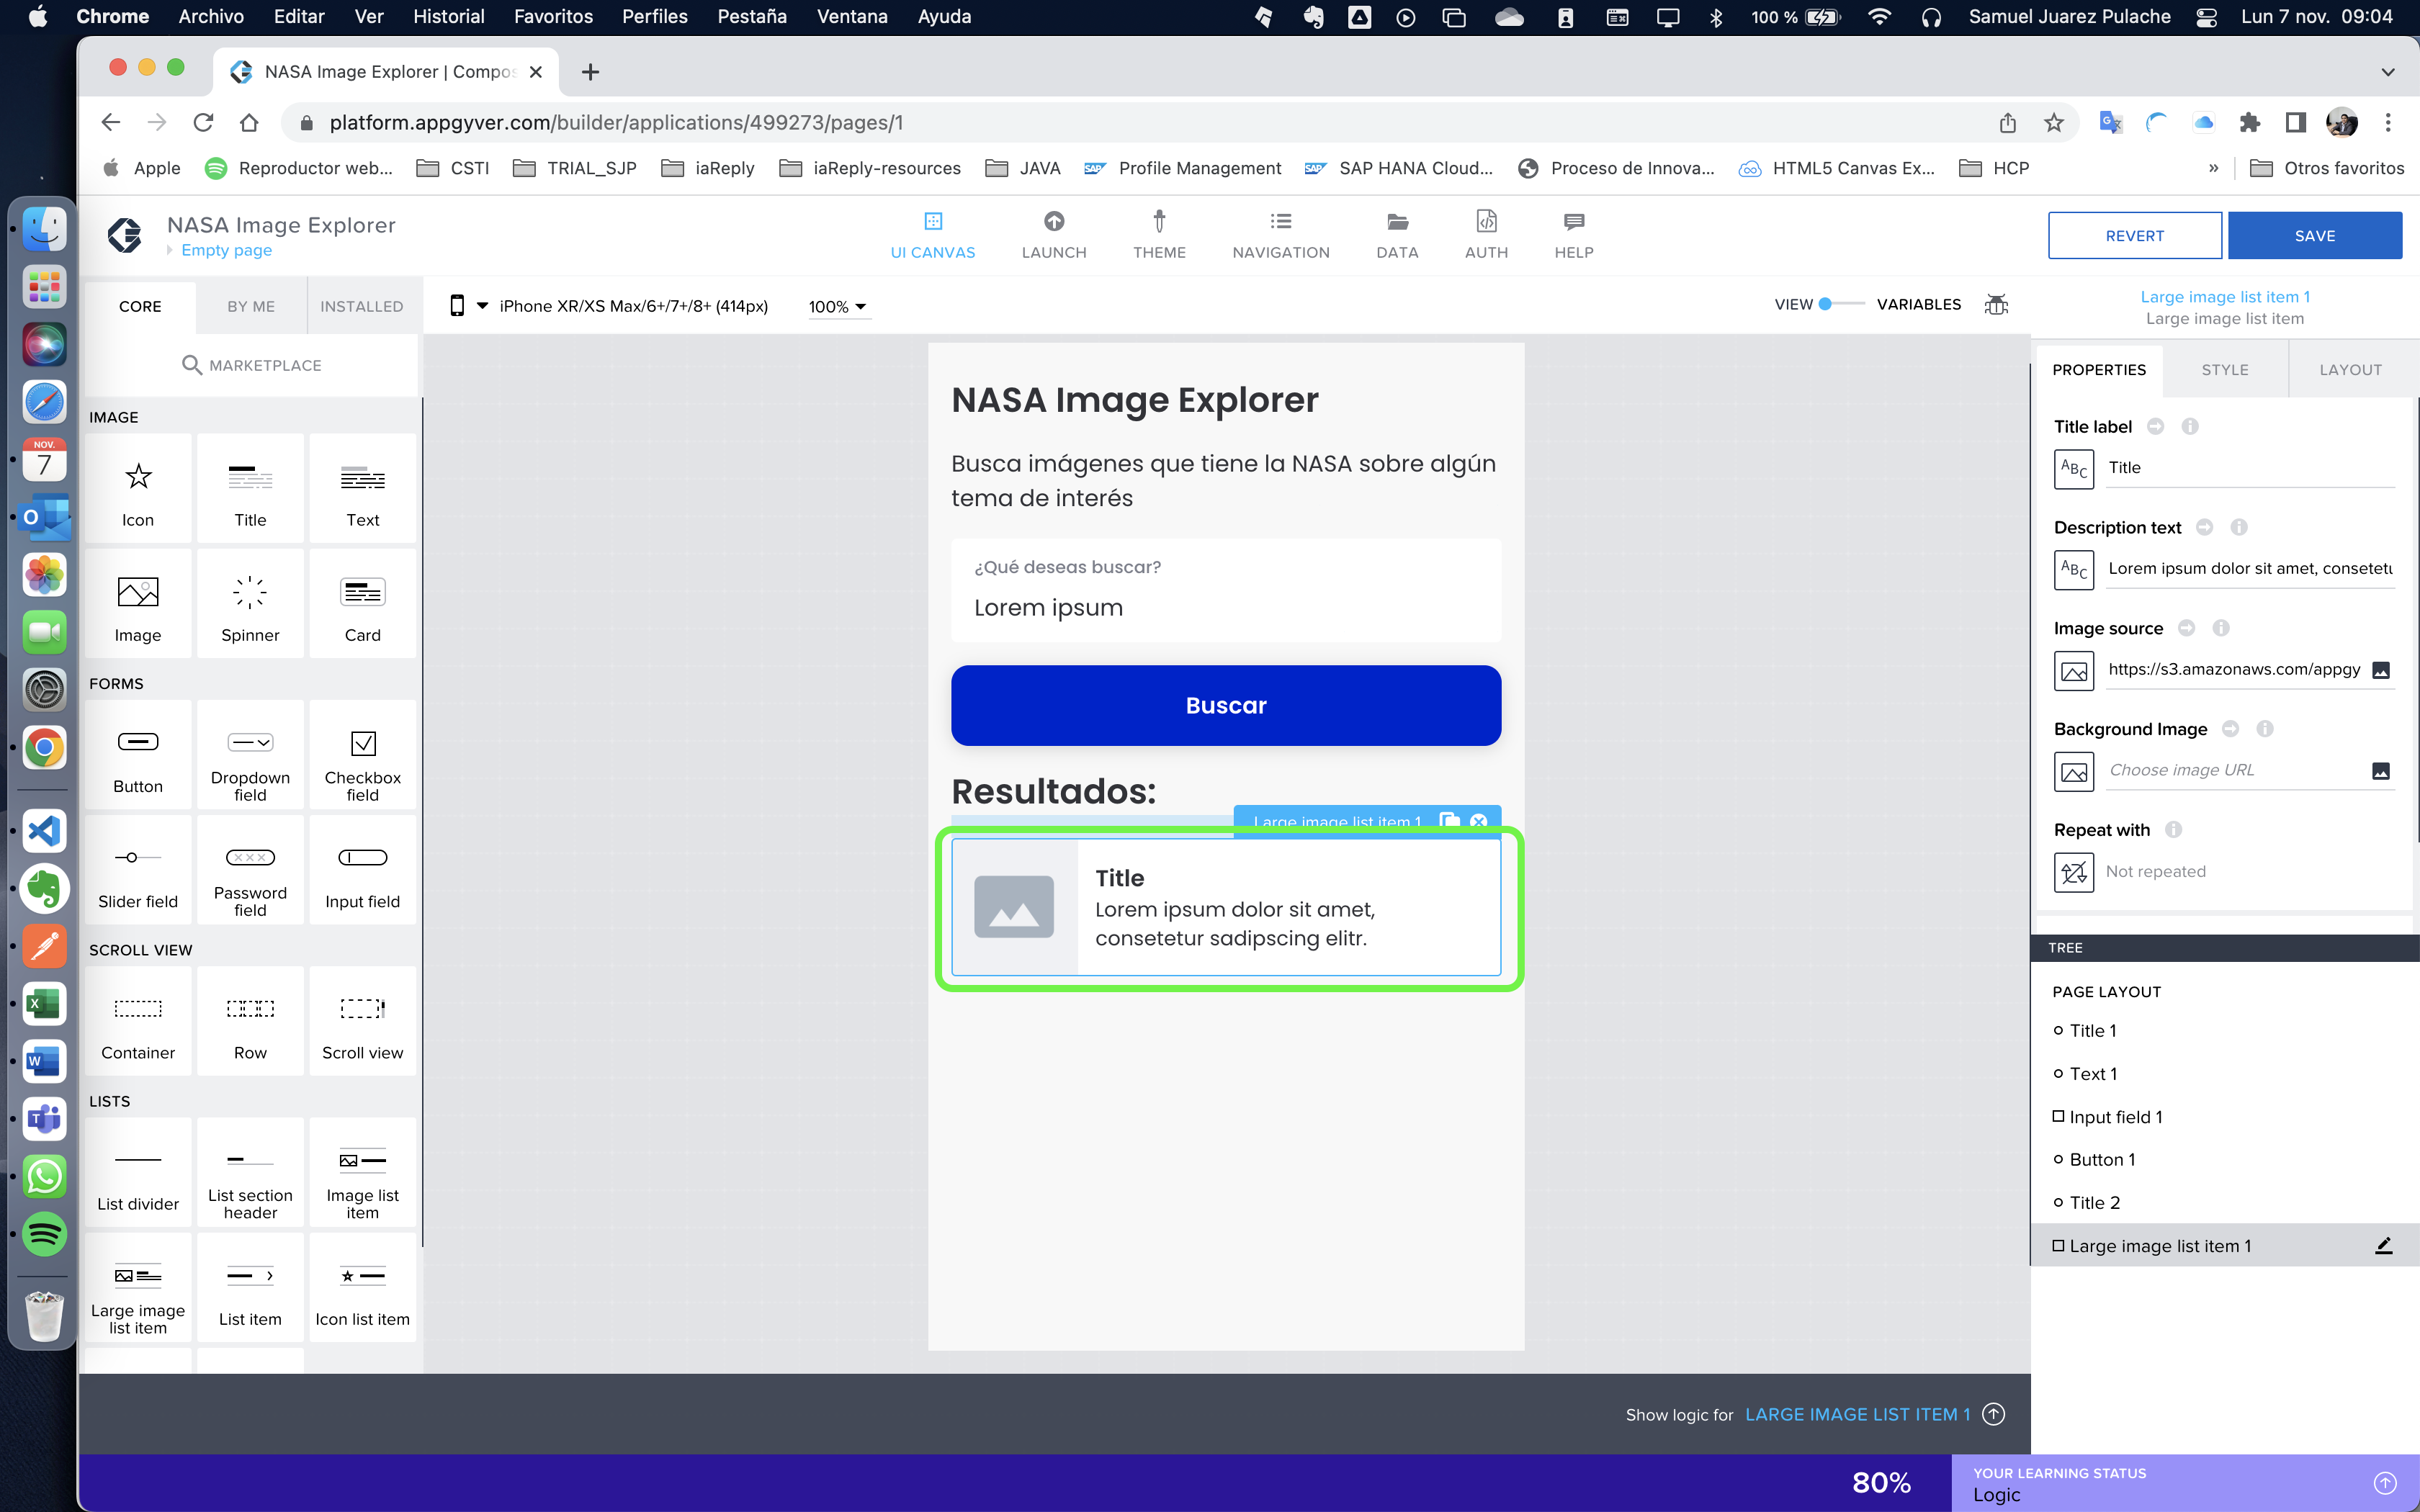 Chrome Archivo Editar Ver Historial Favoritos Perfiles Pestaña Ventana Ayuda 100 % Samuel Juarez Pulache Lun 7 nov. 09:04
NASA Image Explorer | Compos
platform.appgyver.com/builder/applications/499273/pages/1
Apple Reproductor web... CSTI TRIAL_SJP iaReply iaReply-resources JAVA SAP Profile Management SAP SAP HANA Cloud... Proceso de Innova... HTML5 Canvas Ex... HCP » Otros favoritos
NASA Image Explorer
Empty page
UI CANVAS LAUNCH THEME NAVIGATION DATA AUTH HELP
REVERT SAVE
CORE BY ME INSTALLED
iPhone XR/XS Max/6+/7+/8+ (414px) 100%
VIEW VARIABLES
Large image list item 1
Large image list item
MARKETPLACE
PROPERTIES STYLE LAYOUT
IMAGE
Icon Title Text
Image Spinner Card
FORMS
Button Dropdown field Checkbox field
Slider field Password field Input field
SCROLL VIEW
Container Row Scroll view
LISTS
List divider List section header Image list item
Large image list item List item Icon list item
NOV.
7
NASA Image Explorer
Busca imágenes que tiene la NASA sobre algún
tema de interés
¿Qué deseas buscar?
Lorem ipsum
Buscar
Resultados:
Large image list item 1
Title
Lorem ipsum dolor sit amet,
consetetur sadipscing elitr.
Title label
ABC Title
Description text
ABC Lorem ipsum dolor sit amet, consetetu
Image source
https://s3.amazonaws.com/appgy
Background Image
Choose image URL
Repeat with
Not repeated
TREE
PAGE LAYOUT
Title 1
Text 1
Input field 1
Button 1
Title 2
Large image list item 1
Show logic for LARGE IMAGE LIST ITEM 1
80%
YOUR LEARNING STATUS
Logic